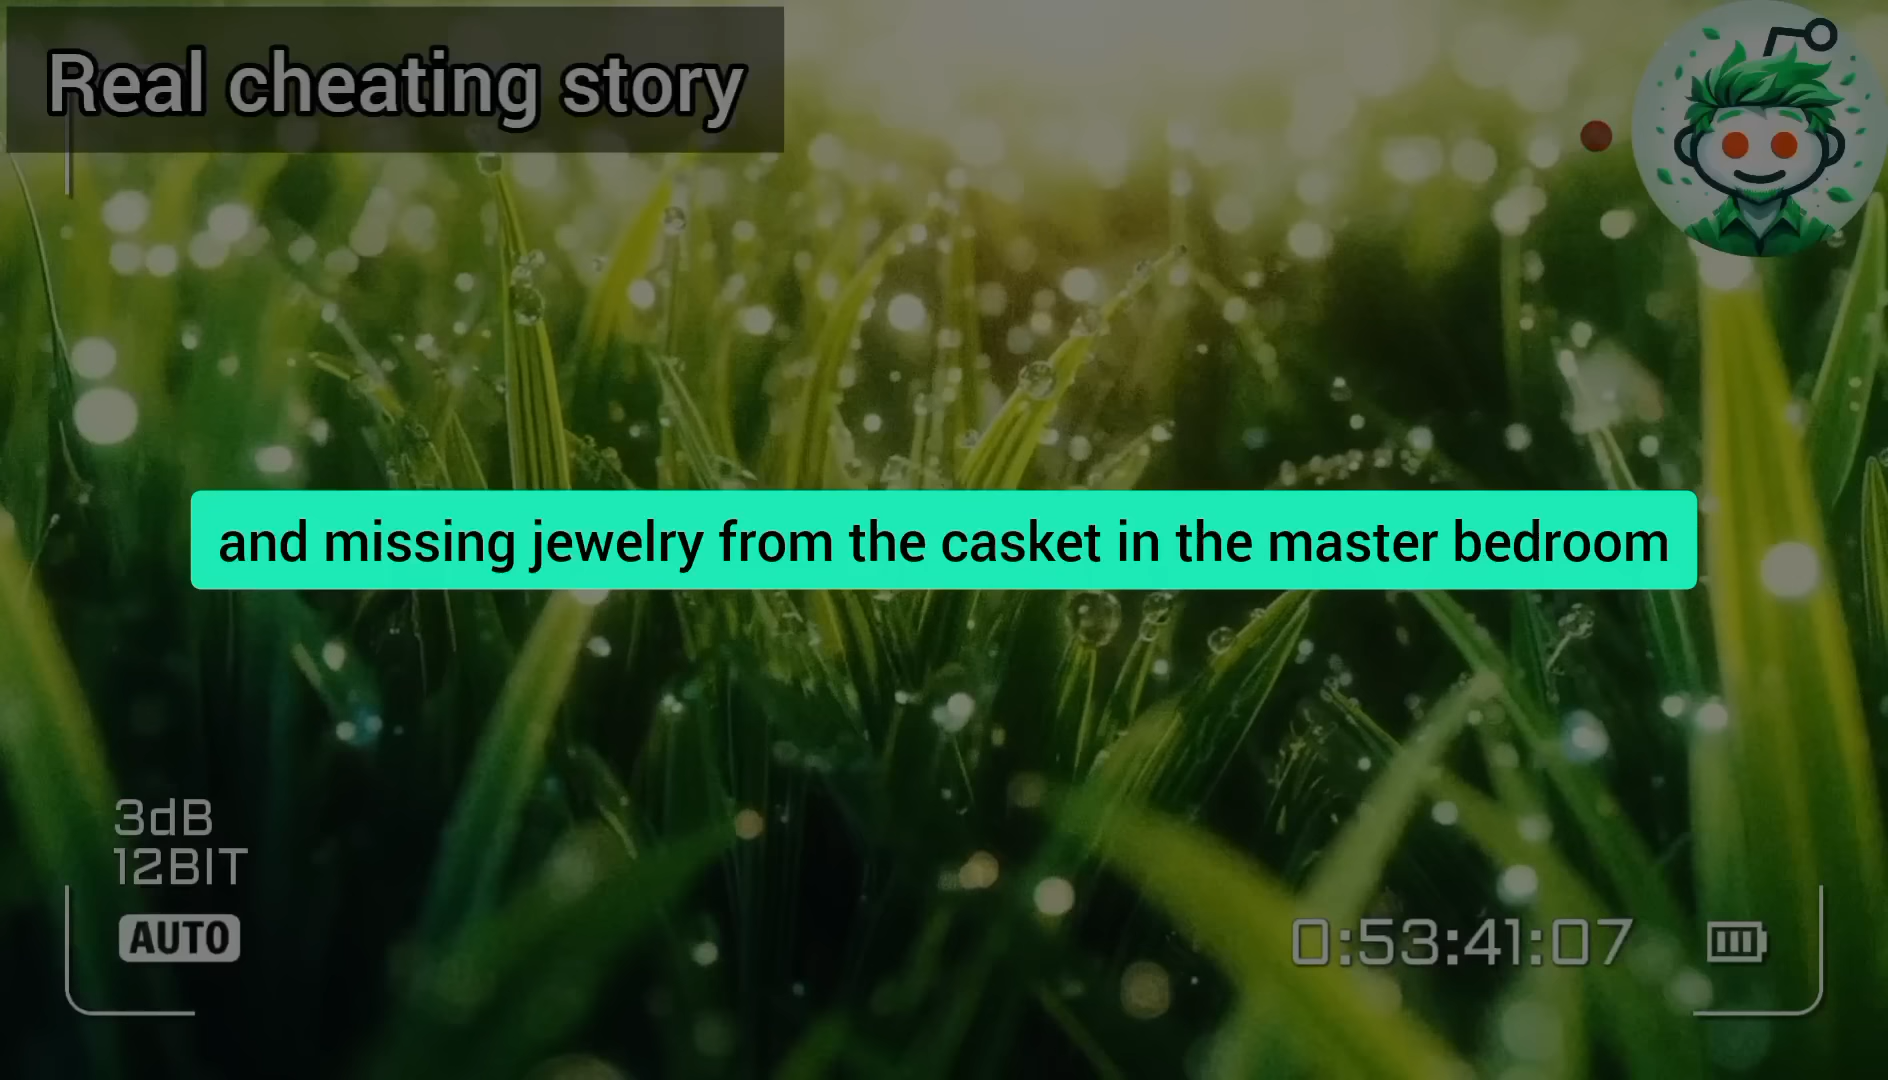 Real cheating story
and missing jewelry from the casket in the master bedroom
3dB
12BIT
AUTO
0:53:41:07